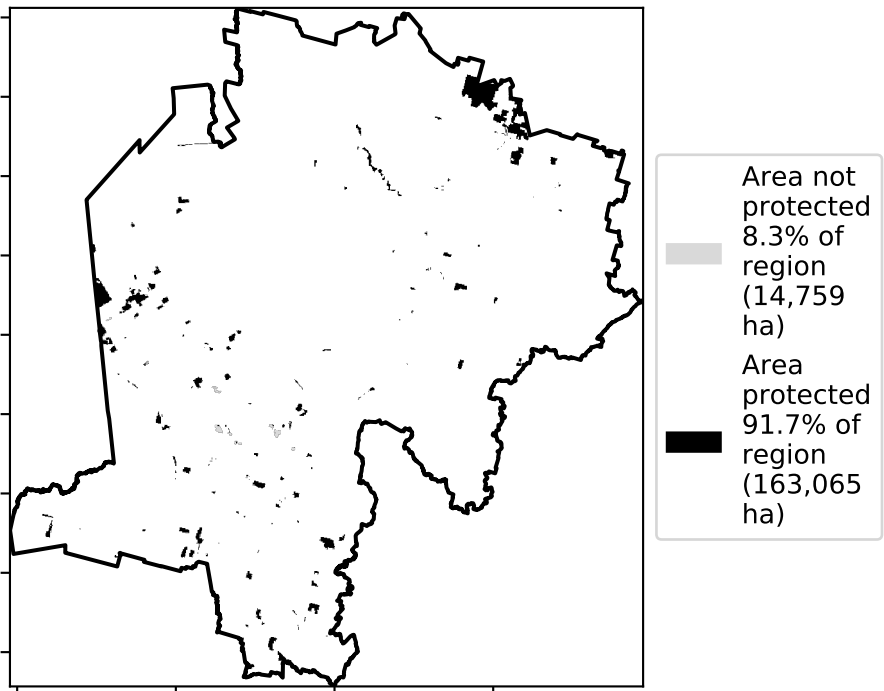 Area not
protected
8.3% of
region
(14,759
ha)
Area
protected
91.7% of
region
(163,065
ha)